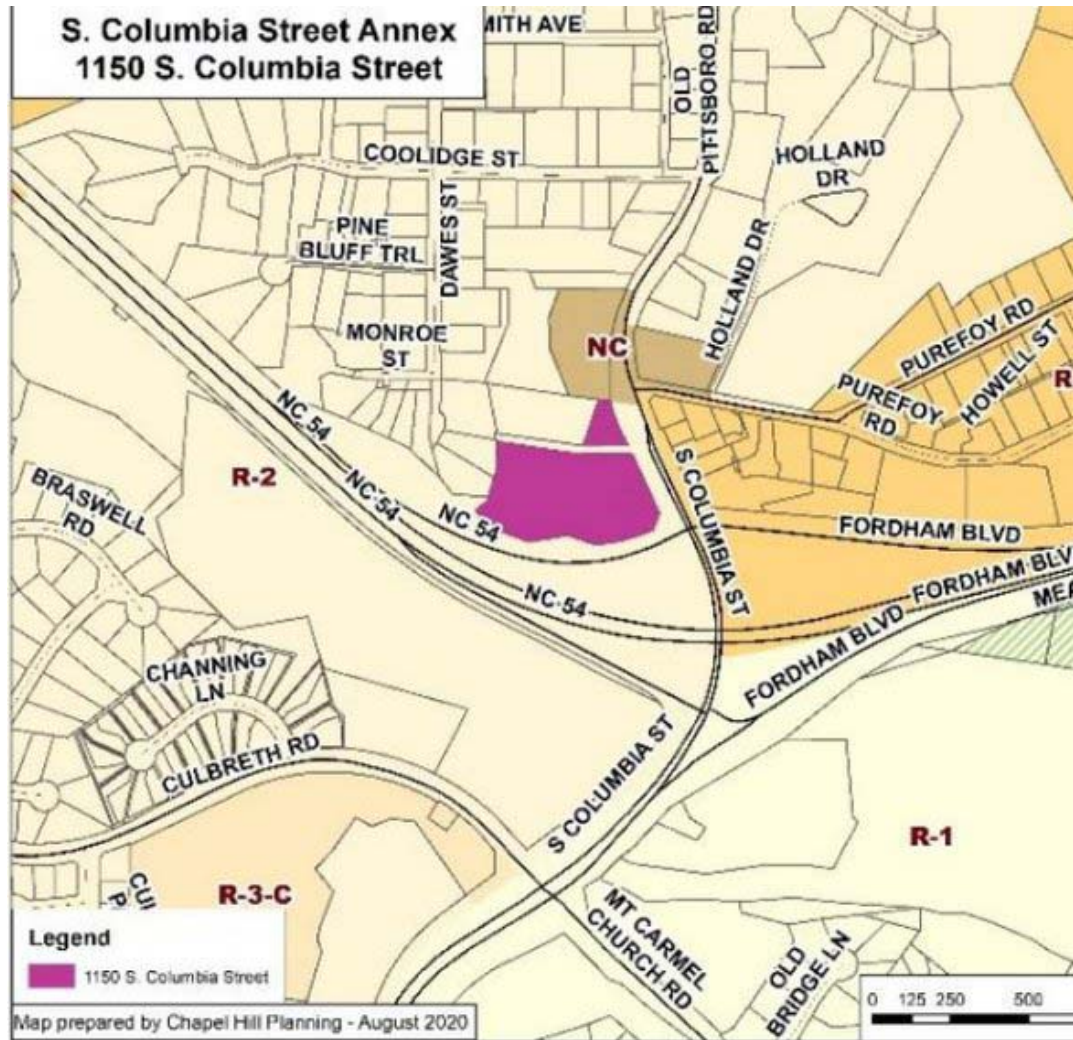 S. Columbia Street Annex
1150 S. Columbia Street
MITH AVE
OLD
PITTSBORO RD
COOLIDGE ST
HOLLAND
DR
PINE
BLUFF TRL
DAWES ST
HOLLAND DR
MONROE
ST
NC
PUREFOY RD
HOWELL ST
PUREFOY
RD
R
NC 54
R-2
NC 54
NC 54
S COLUMBIA ST
FORDHAM BLVD
BRASWELL
RD
NC 54
FORDHAM BLV
MEA
FORDHAM BLVD
CHANNING
LN
CULBRETH RD
S COLUMBIA ST
R-1
R-3-C
CUL
P
MT CARMEL
CHURCH RD
OLD
BRIDGE LN
Legend
1150 S. Columbia Street
0 125 250 500
Map prepared by Chapel Hill Planning - August 2020